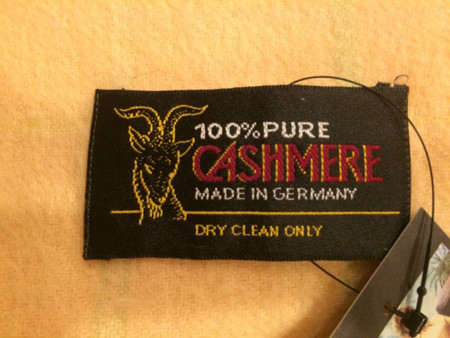 100% PURE
CASHMERE
MADE IN GERMANY
DRY CLEAN ONLY